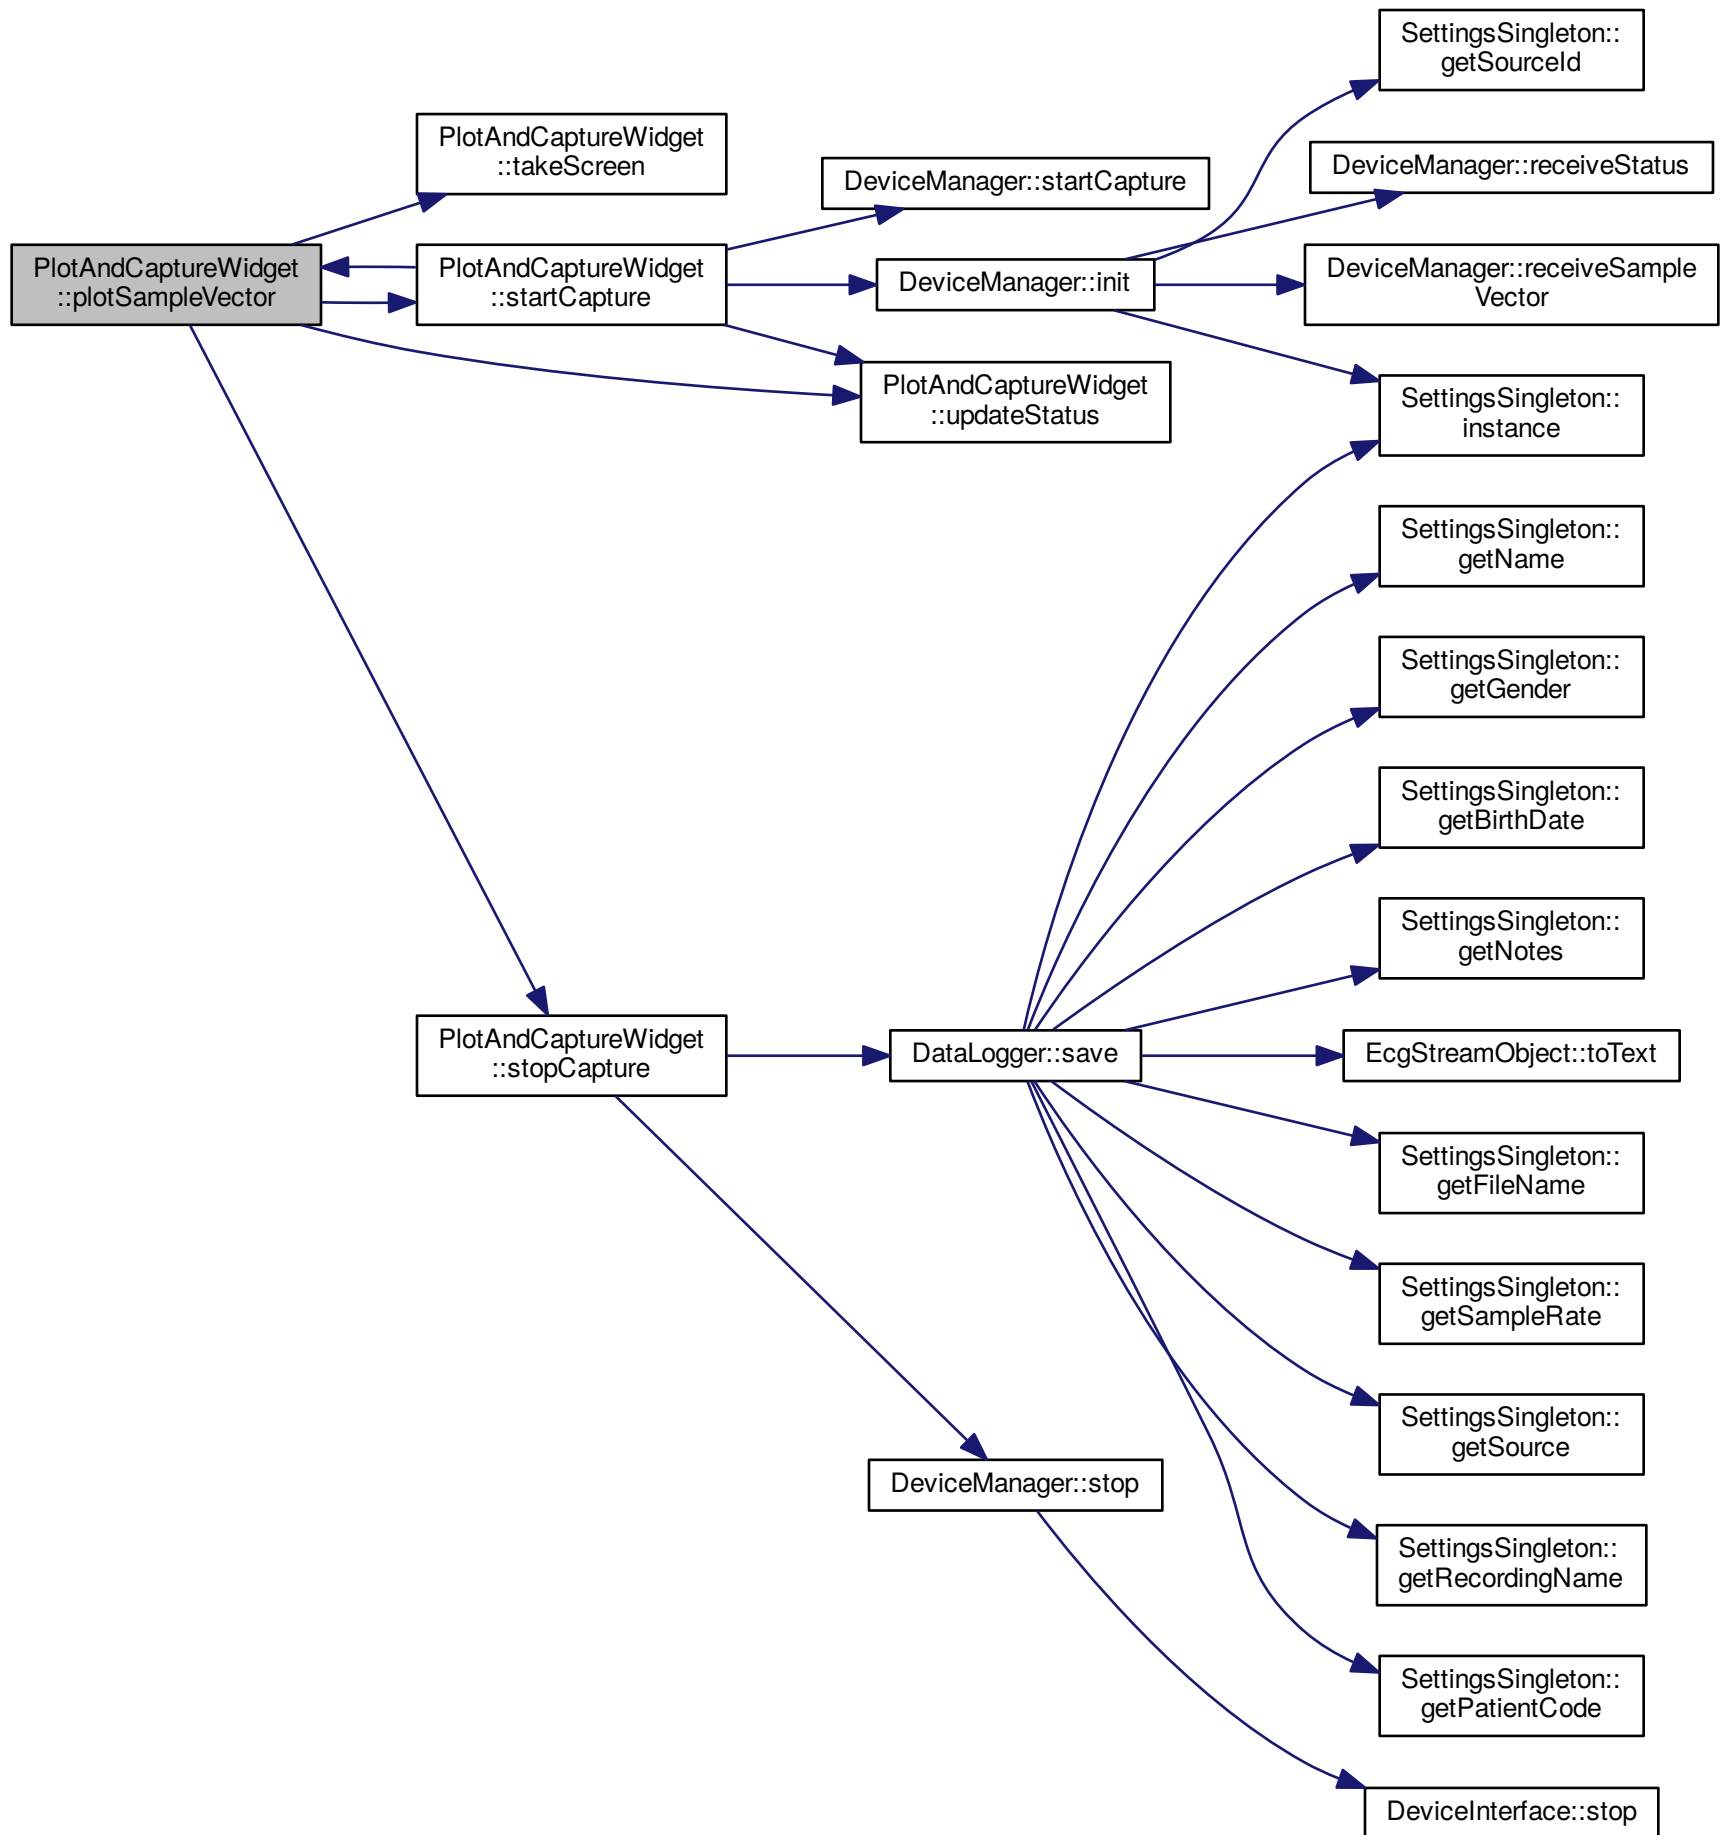 PlotAndCaptureWidget
::plotSampleVector
PlotAndCaptureWidget
::takeScreen
PlotAndCaptureWidget
::startCapture
PlotAndCaptureWidget
::stopCapture
DeviceManager::startCapture
DeviceManager::init
PlotAndCaptureWidget
::updateStatus
DataLogger::save
DeviceManager::stop
SettingsSingleton::
getSourceId
DeviceManager::receiveStatus
DeviceManager::receiveSample
Vector
SettingsSingleton::
instance
SettingsSingleton::
getName
SettingsSingleton::
getGender
SettingsSingleton::
getBirthDate
SettingsSingleton::
getNotes
EcgStreamObject::toText
SettingsSingleton::
getFileName
SettingsSingleton::
getSampleRate
SettingsSingleton::
getSource
SettingsSingleton::
getRecordingName
SettingsSingleton::
getPatientCode
DeviceInterface::stop